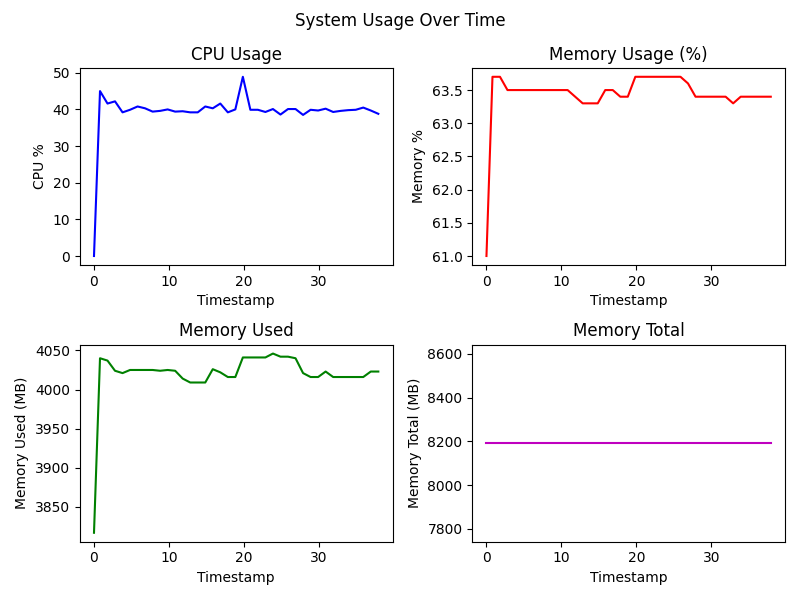 System Usage Over Time
CPU Usage
50
40
30
20
10
0
CPU %
0 10 20 30
Timestamp
Memory Usage (%)
63.5
63.0
62.5
62.0
61.5
61.0
Memory %
0 10 20 30
Timestamp
Memory Used
4050
4000
3950
3900
3850
Memory Used (MB)
0 10 20 30
Timestamp
Memory Total
8600
8400
8200
8000
7800
Memory Total (MB)
0 10 20 30
Timestamp